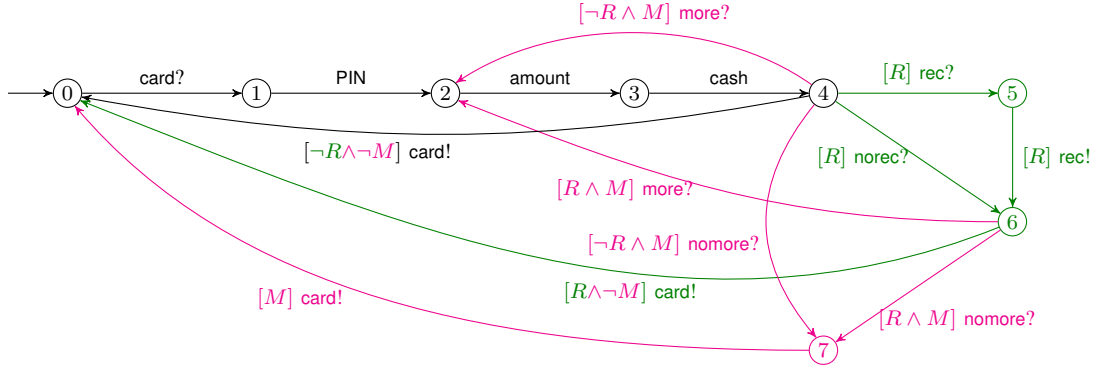 [¬R ∧ M] more?
card?
PIN
amount
cash
[R] rec?
0
1
2
3
4
5
[¬R∧¬M] card!
[R] norec?
[R] rec!
[R ∧ M] more?
6
[¬R ∧ M] nomore?
[R∧¬M] card!
[M] card!
[R ∧ M] nomore?
7